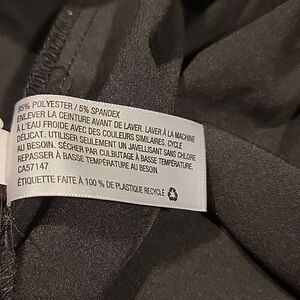 95% POLYESTER / 5% SPANDEX
ENLEVER LA CEINTURE AVANT DE LAVER. LAVER À LA MACHINE
À L'EAU FROIDE AVEC DES COULEURS SIMILAIRES. CYCLE
DÉLICAT. UTILISER SEULEMENT UN JAVELLISANT SANS CHLORE
AU BESOIN. SÉCHER PAR CULBUTAGE À BASSE TEMPÉRATURE.
REPASSER À BASSE TEMPÉRATURE AU BESOIN.
CA57147
ÉTIQUETTE FAITE À 100 % DE PLASTIQUE RECYCLÉ